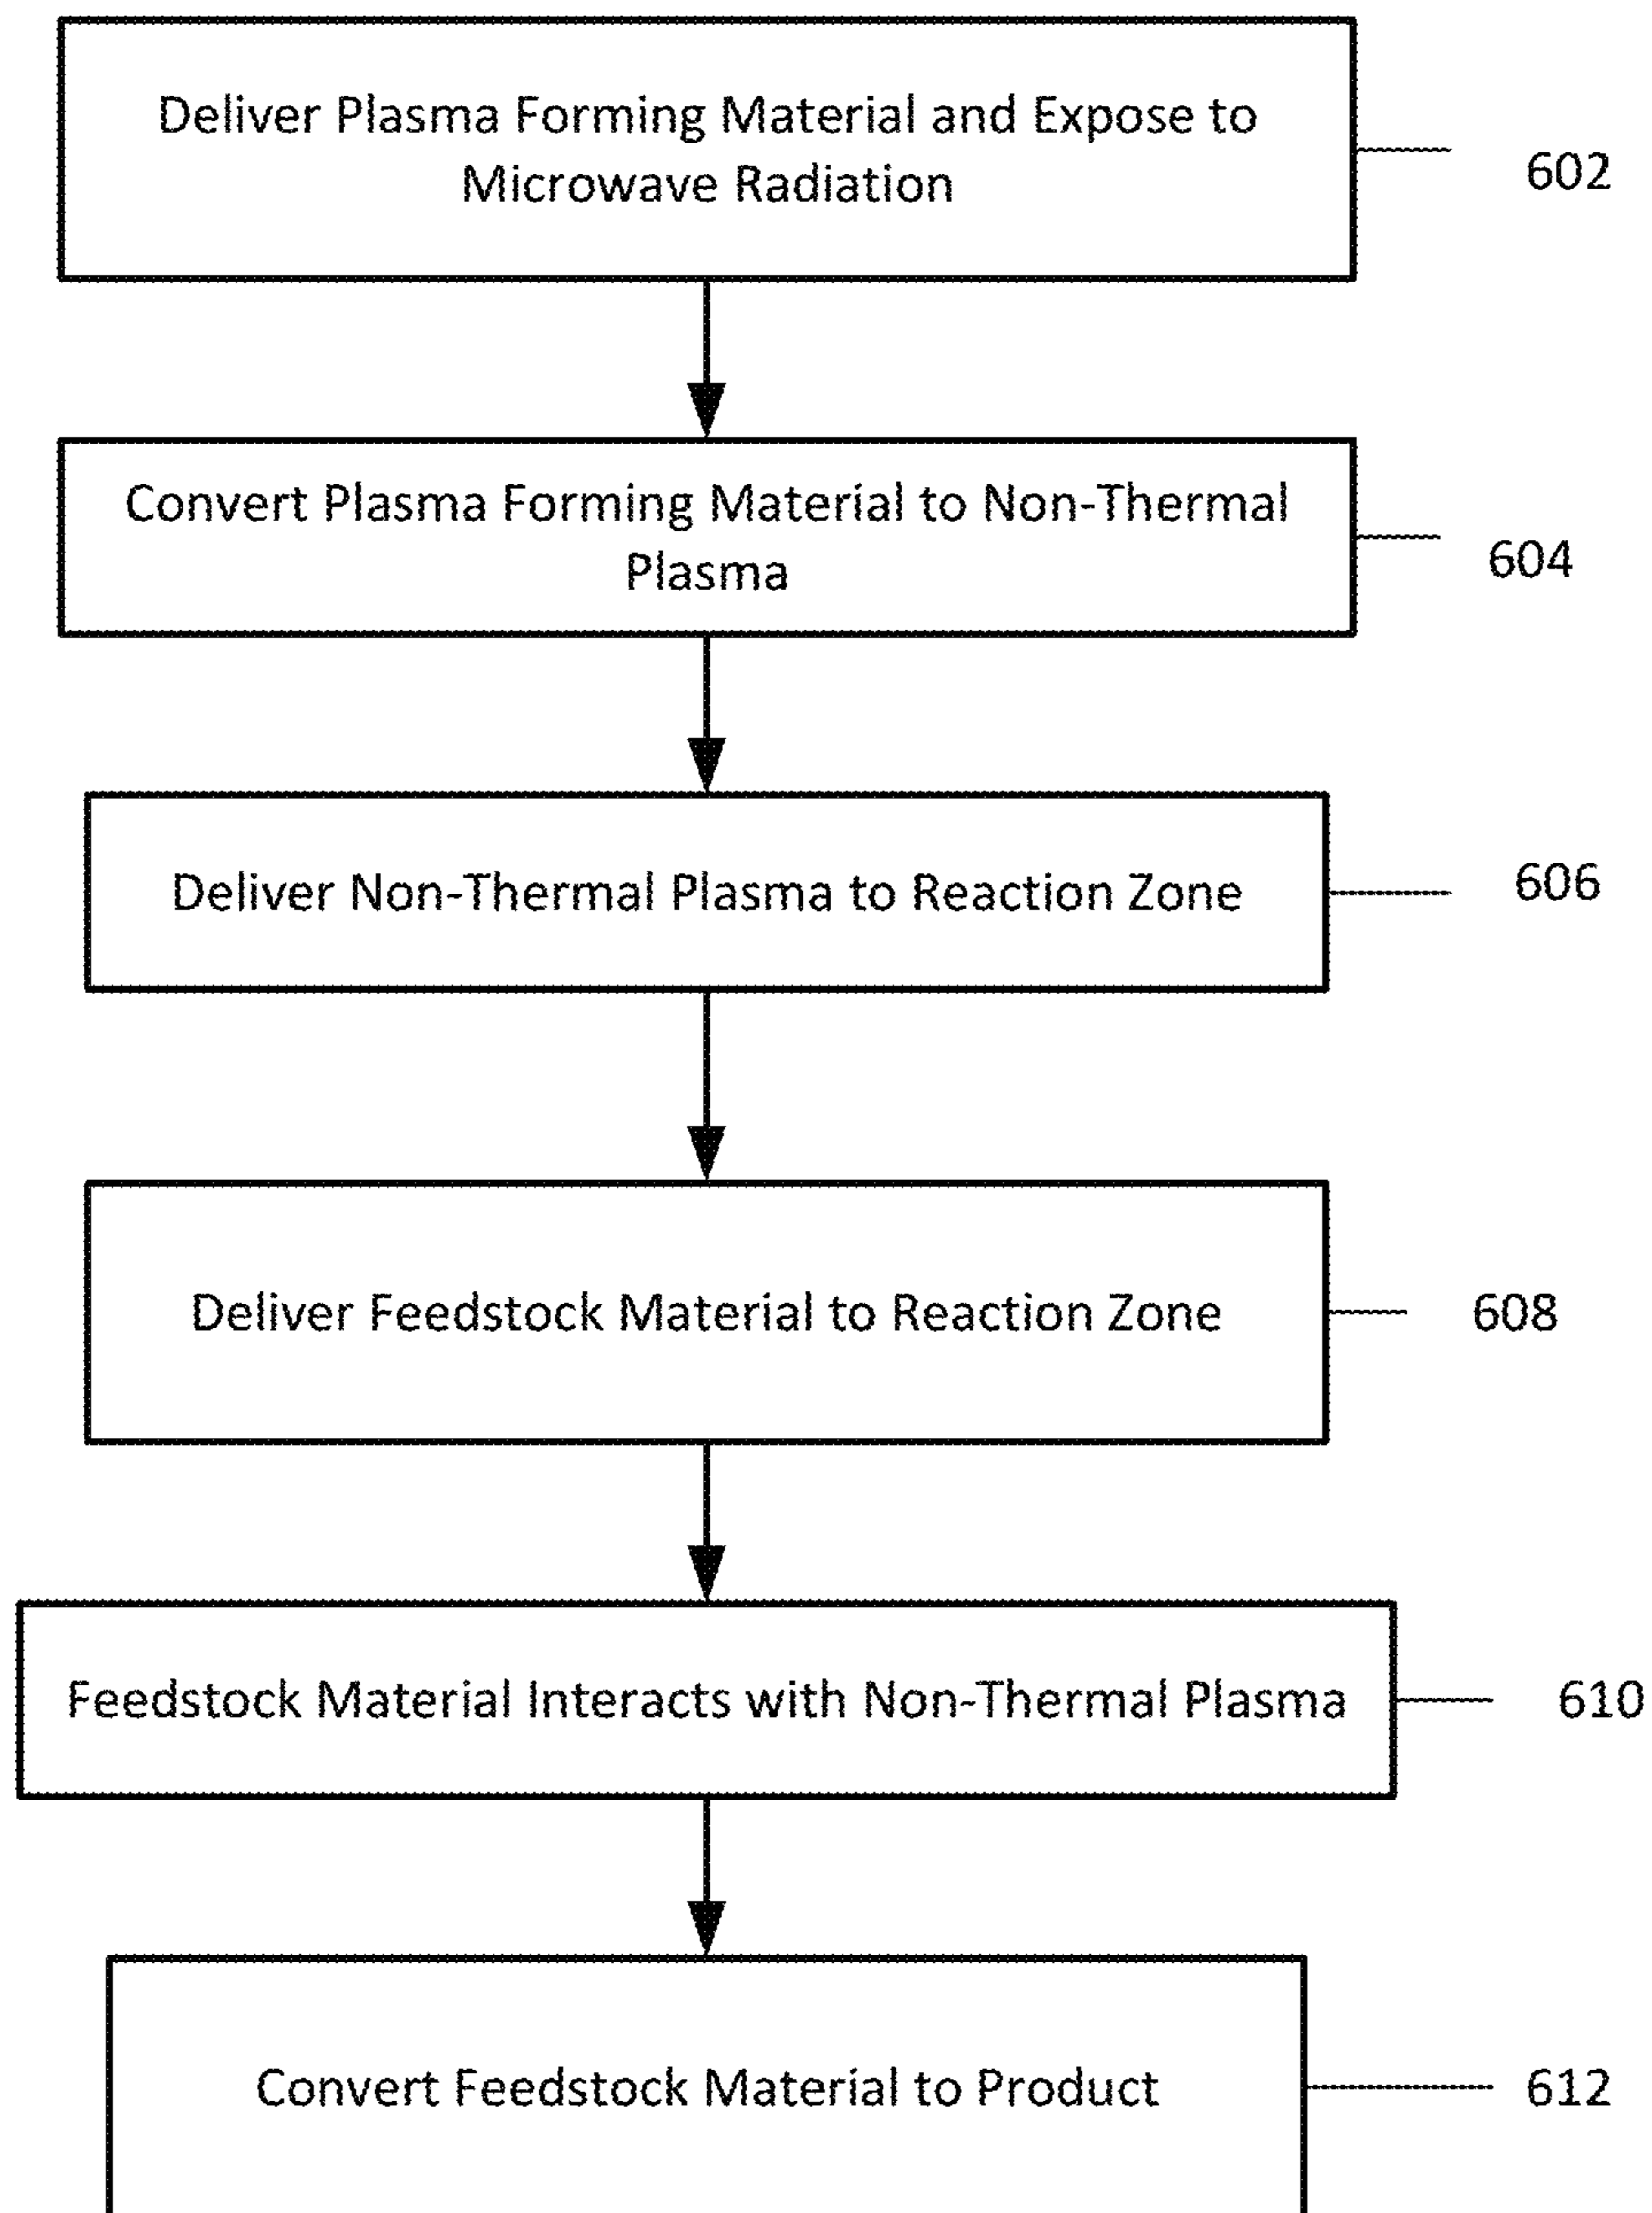 Deliver Plasma Forming Material and Expose to
Microwave Radiation
602
Convert Plasma Forming Material to Non-Thermal
Plasma
604
Deliver Non-Thermal Plasma to Reaction Zone
606
Deliver Feedstock Material to Reaction Zone
608
Feedstock Material Interacts with Non-Thermal Plasma
610
Convert Feedstock Material to Product
612